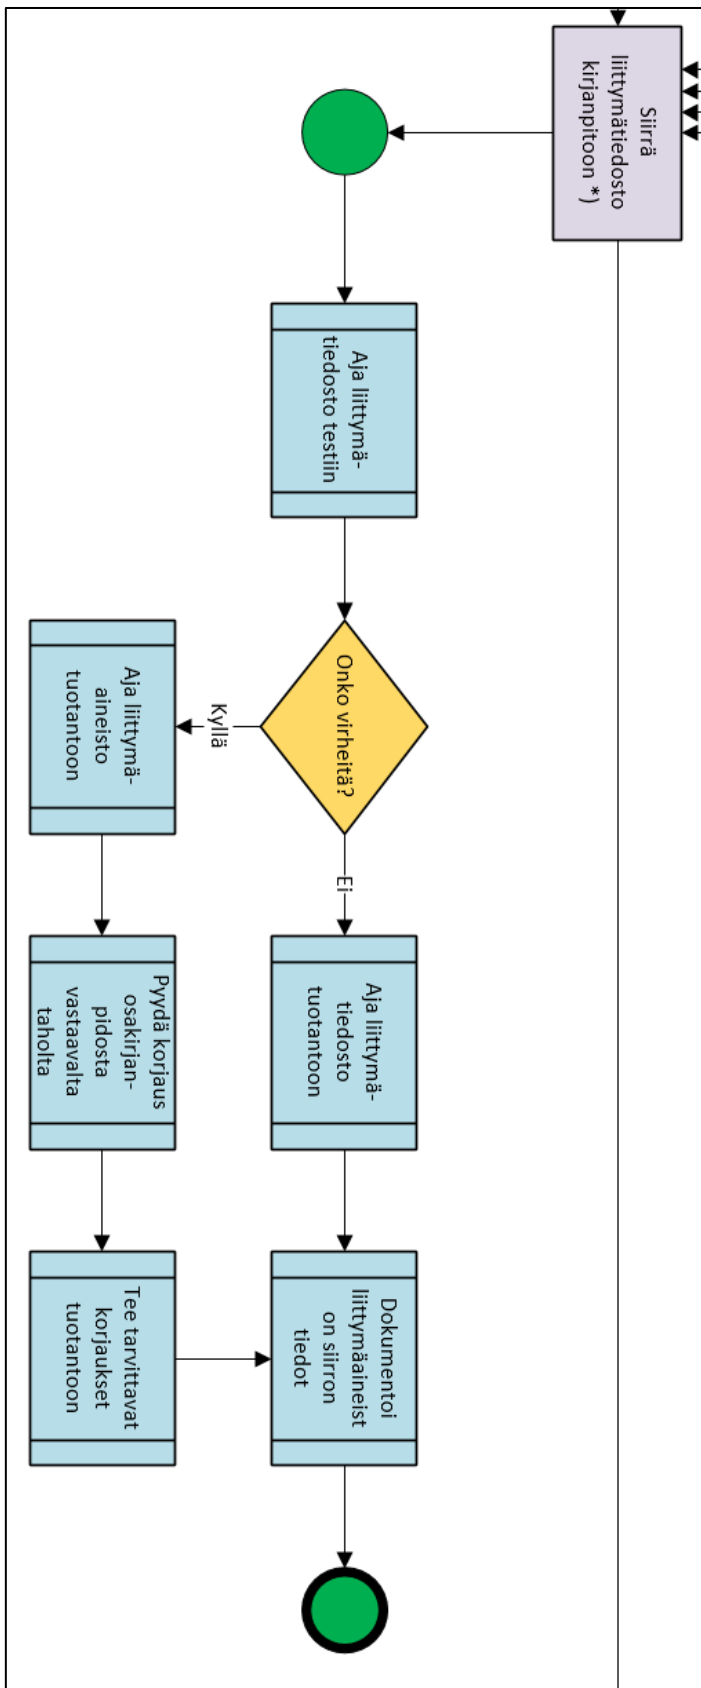 Siirrä
liittymätiedosto
kirjanpitoon *)
Aja liittymä-
tiedosto testiin
Onko virheitä?
Kyllä
Ei
Aja liittymä-
aineisto
tuotantoon
Aja liittymä-
tiedosto
tuotantoon
Pyydä korjaus
osakirjan-
pidosta
vastaavalta
taholta
Tee tarvittavat
korjaukset
tuotantoon
Dokumentoi
liittymäaineist
on siirron
tiedot